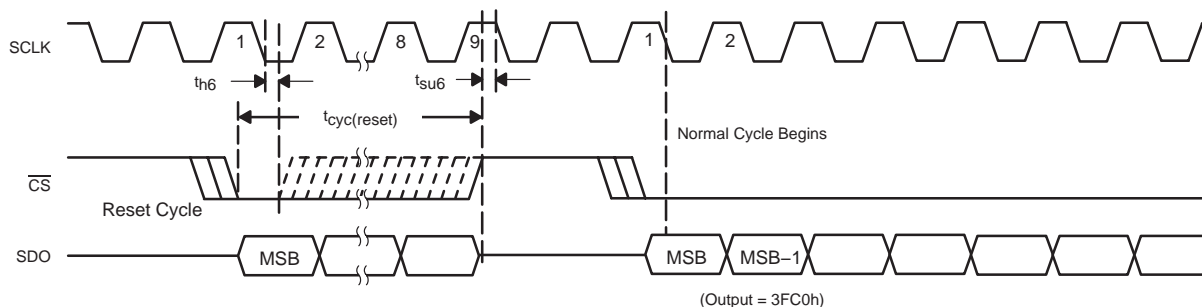 SCLK 1 2 8 9 1 2
th6 tsu6
tcyc(reset)
Normal Cycle Begins
CS
Reset Cycle
SDO MSB MSB MSB–1
(Output = 3FC0h)